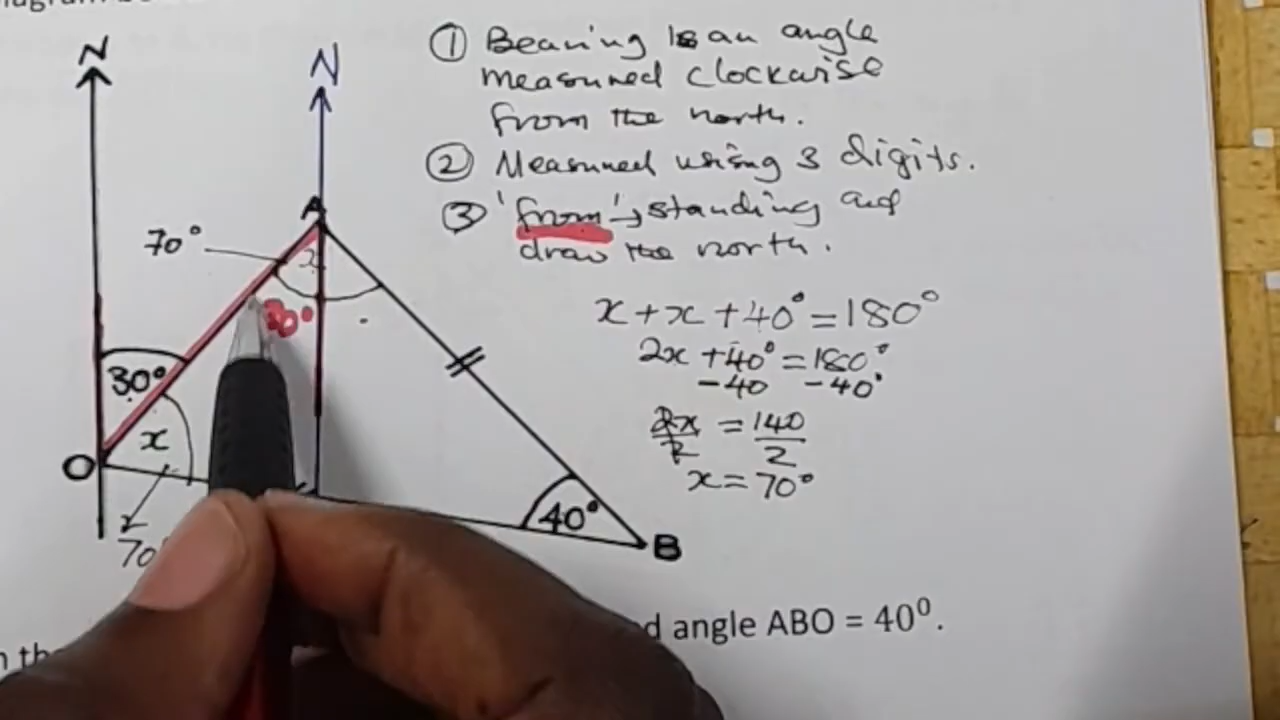 N
N
① Bearing is an angle
measured clockwise
from the north.
② Measured using 3 digits.
③ 'from' → standing and
draw the north.
A
70°
x
30°
x
O
70
40°
B
x+x+40°=180°
2x+40°=180°
-40 -40°
2x/2 = 140/2
x=70°
d angle ABO = 40⁰.